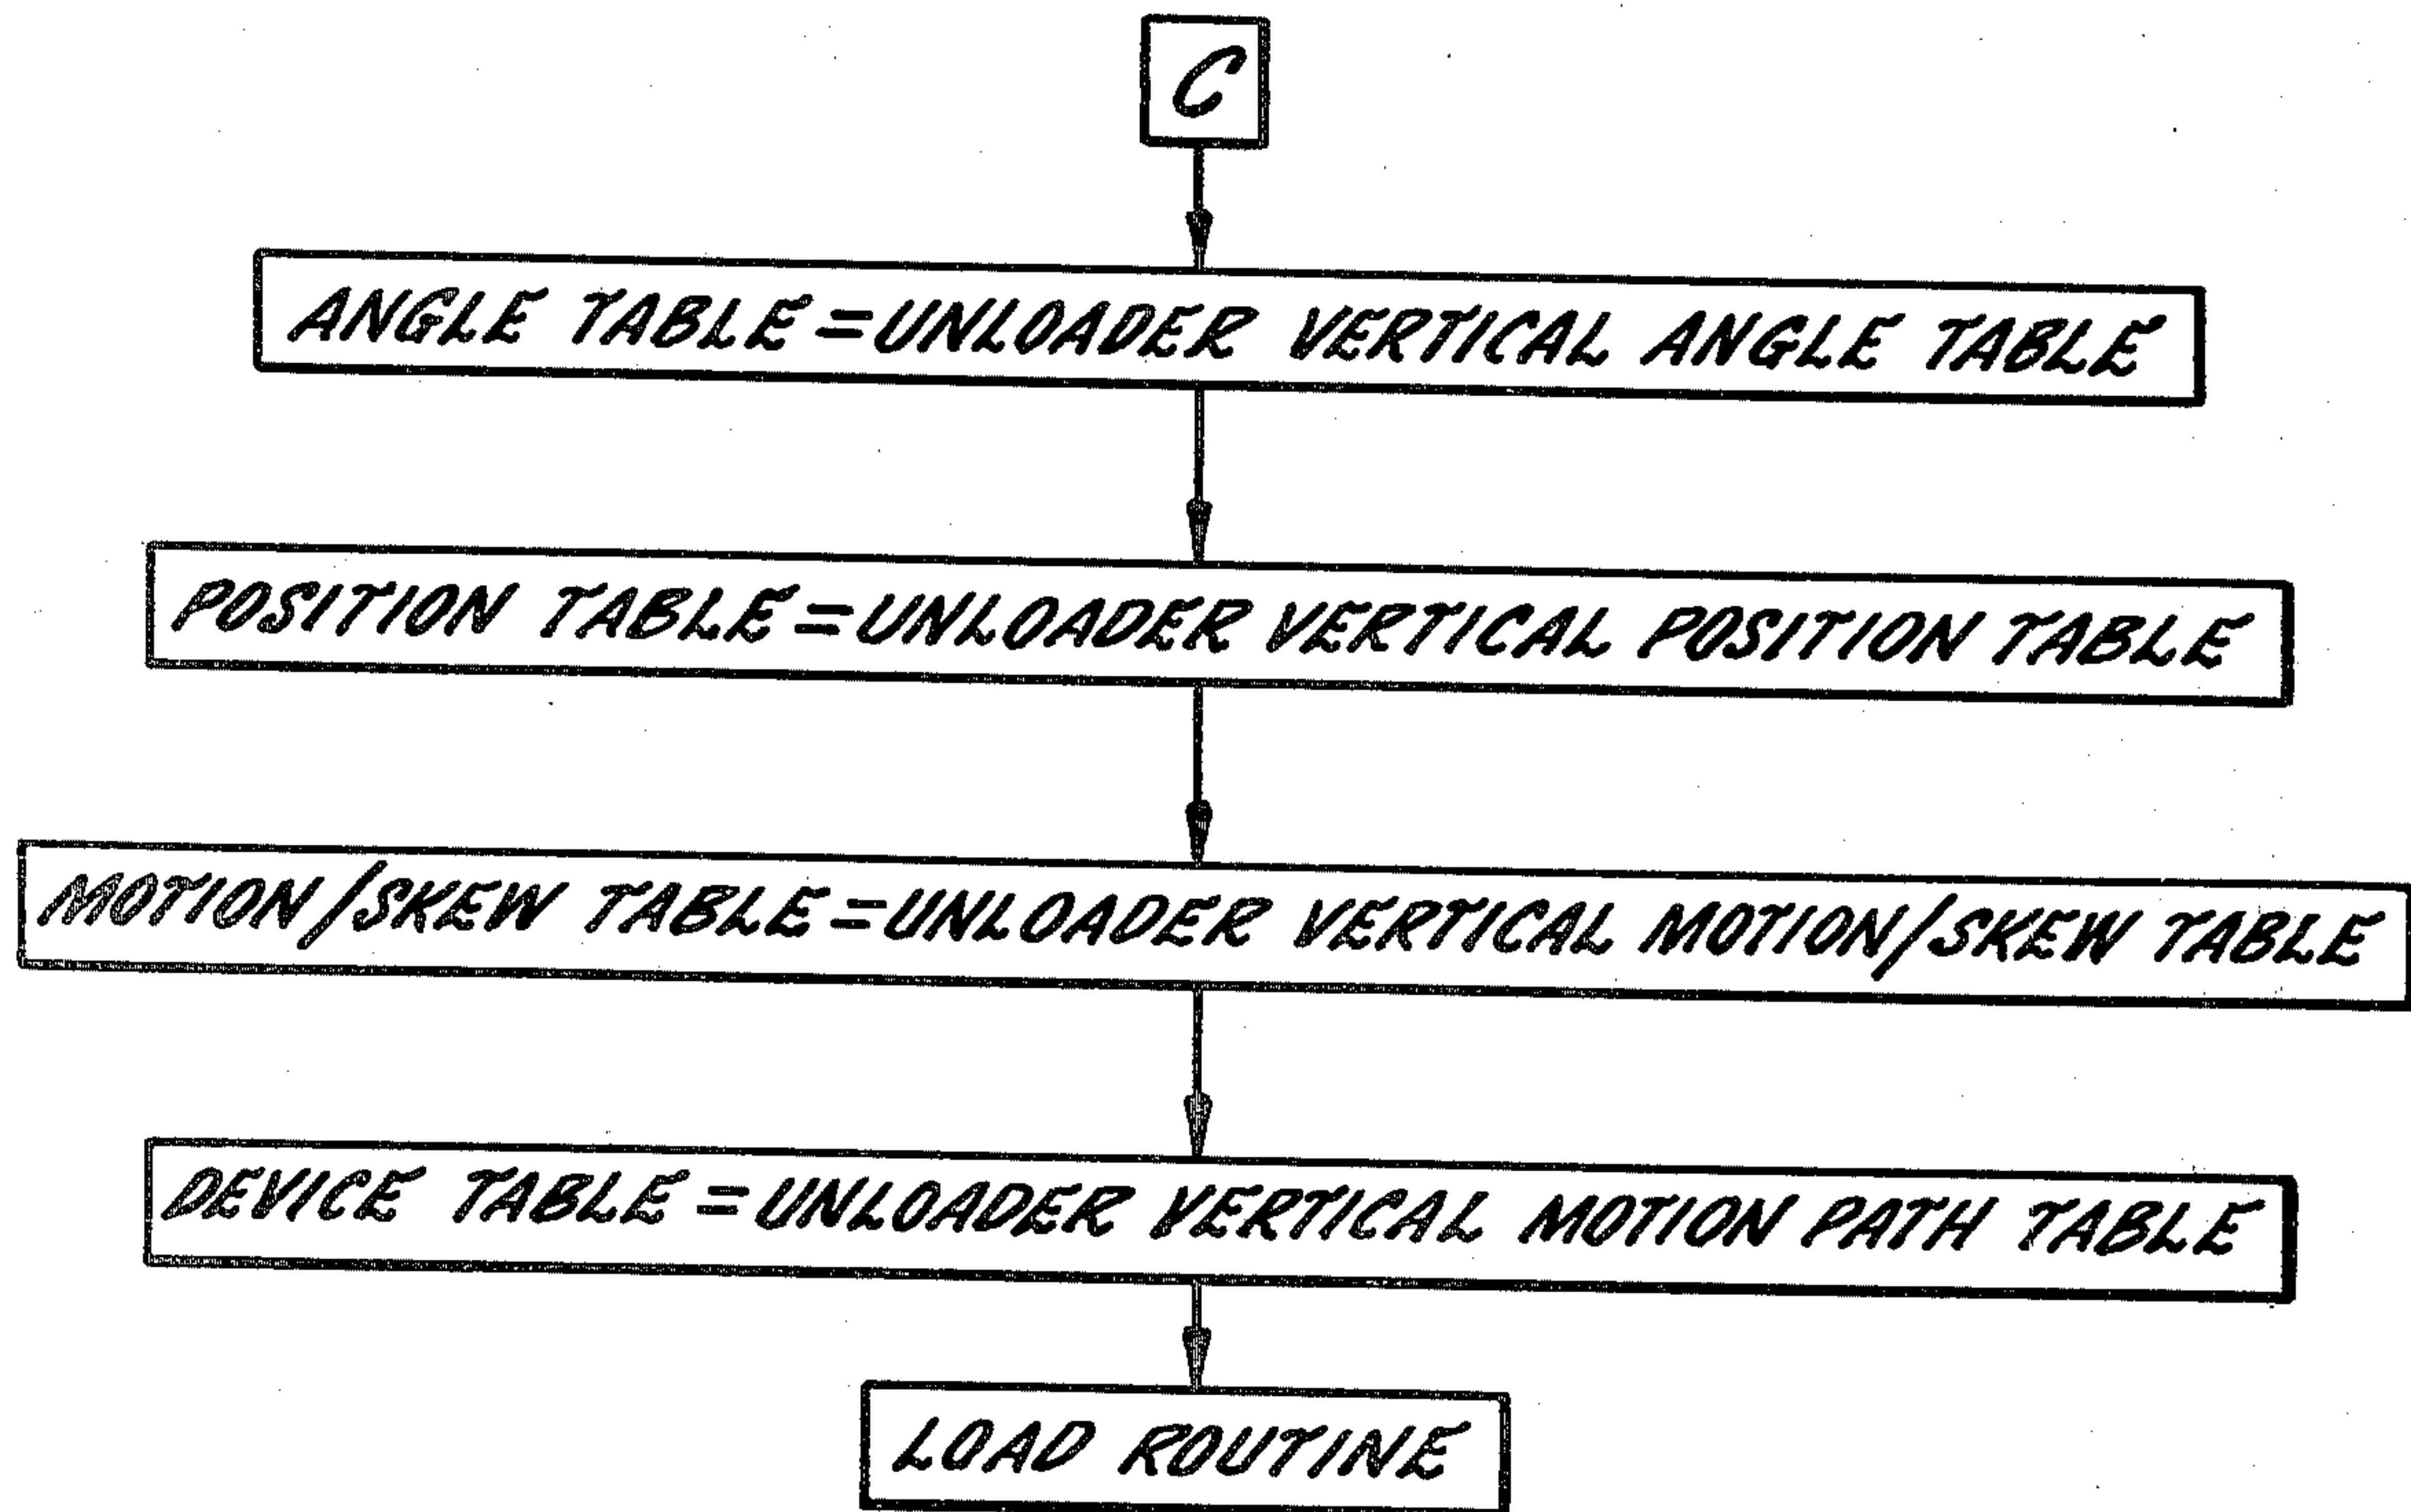 C
ANGLE TABLE=UNLOADER VERTICAL ANGLE TABLE
POSITION TABLE=UNLOADER VERTICAL POSITION TABLE
MOTION/SKEW TABLE=UNLOADER VERTICAL MOTION/SKEW TABLE
DEVICE TABLE=UNLOADER VERTICAL MOTION PATH TABLE
LOAD ROUTINE